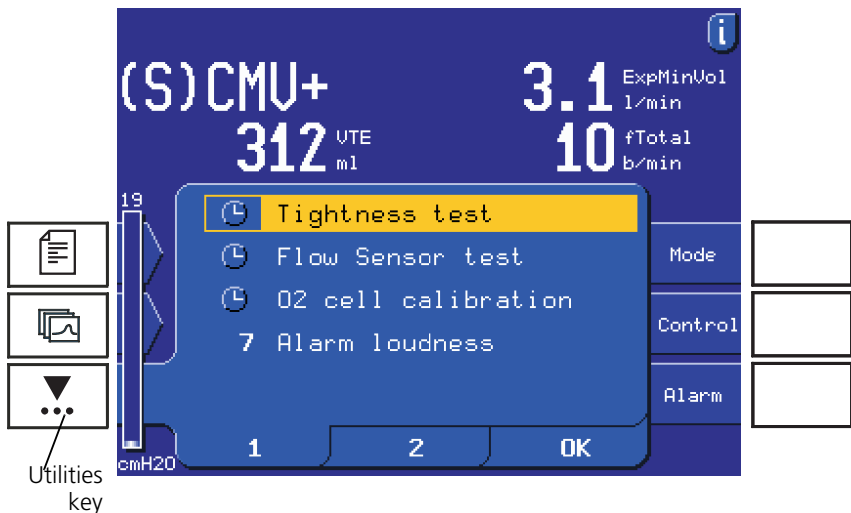 i
(S)CMV+
3.1 ExpMinVol l/min
312 VTE ml
10 fTotal b/min
19
Tightness test
Flow Sensor test
O2 cell calibration
7 Alarm loudness
Mode
Control
Alarm
1 2 OK
cmH2O
Utilities
key